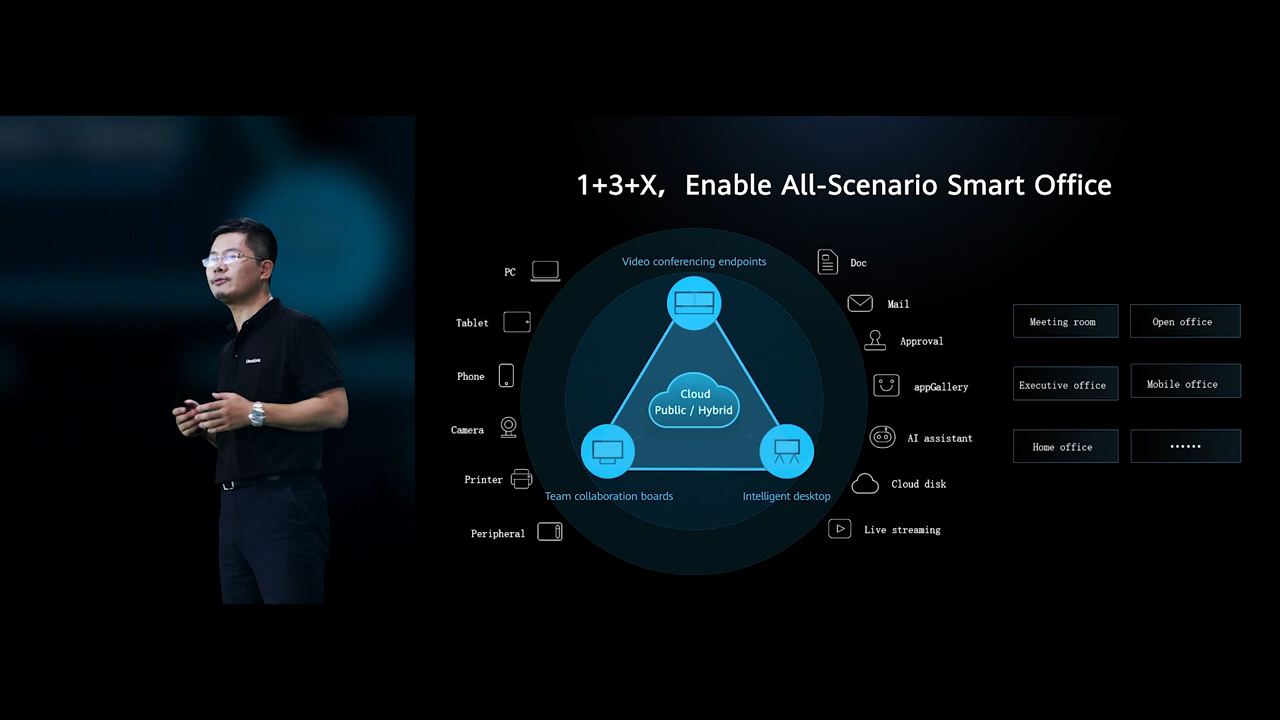 1+3+X, Enable All-Scenario Smart Office
Video conferencing endpoints
PC
Tablet
Phone
Camera
Printer
Peripheral
Cloud
Public / Hybrid
Team collaboration boards
Intelligent desktop
Doc
Mail
Approval
appGallery
AI assistant
Cloud disk
Live streaming
Meeting room
Open office
Executive office
Mobile office
Home office
••••••